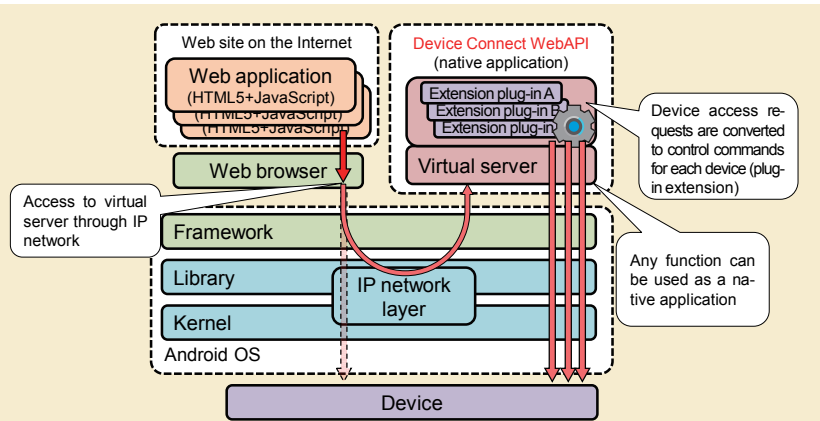 Web site on the Internet
Web application
(HTML5+JavaScript)
(HTML5+JavaScript)
(HTML5+JavaScript)
Web browser
Device Connect WebAPI
(native application)
Extension plug-in A
Extension plug-in
Extension plug-in
Virtual server
Device access re-
quests are converted
to control commands
for each device (plug-
in extension)
Access to virtual
server through IP
network
Any function can
be used as a na-
tive application
Framework
Library
IP network
layer
Kernel
Android OS
Device